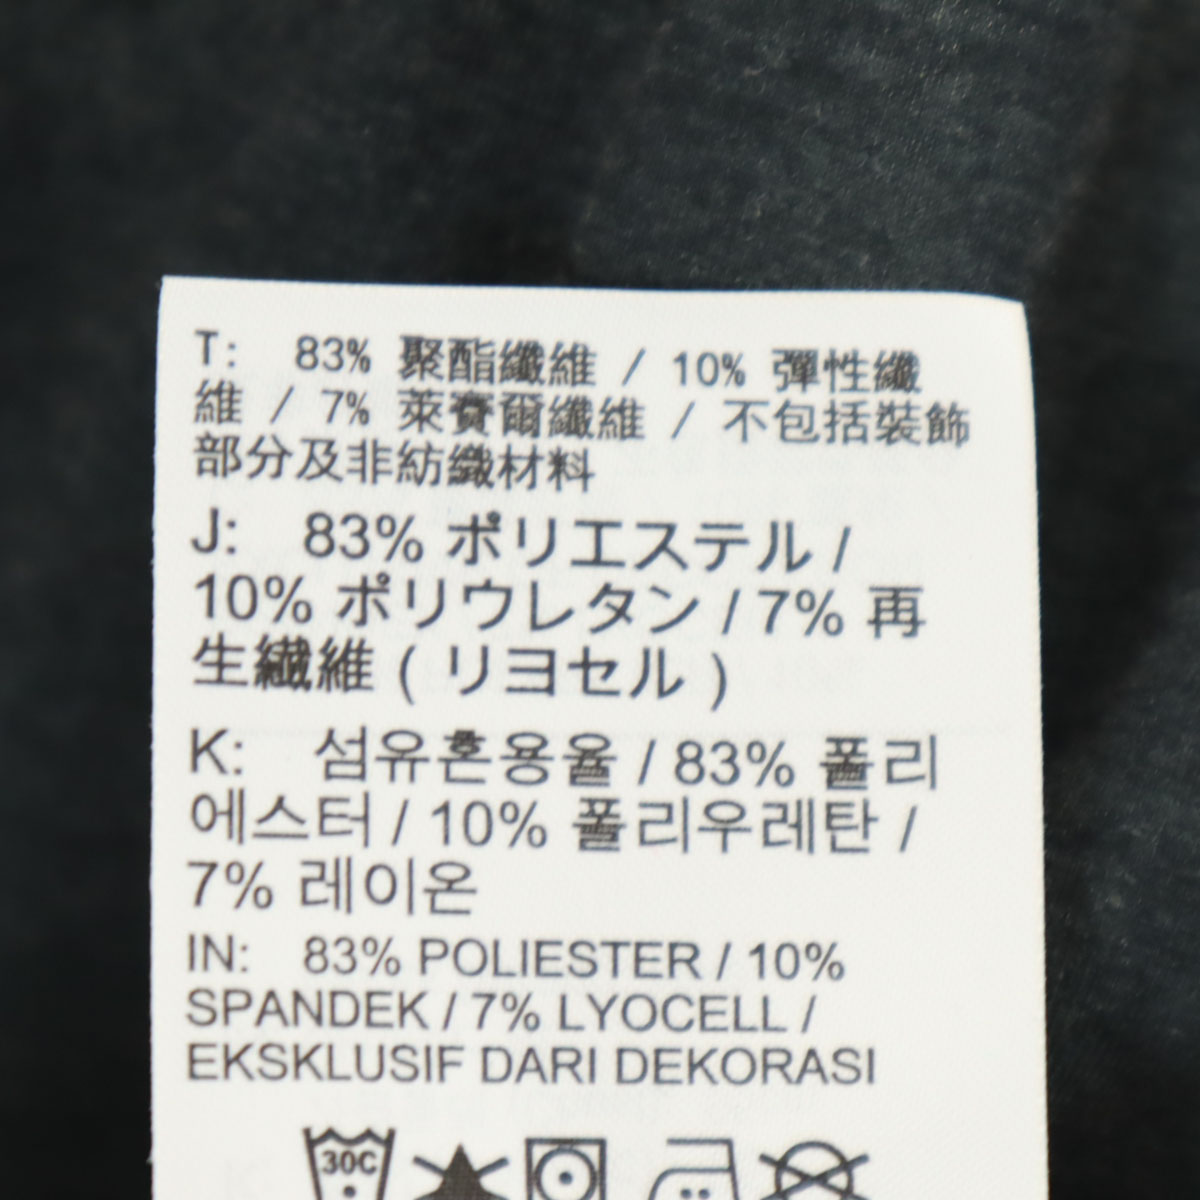 T: 83% 聚酯纖維 / 10% 彈性纖
維 / 7% 萊賽爾纖維 / 不包括裝飾
部分及非紡織材料
J: 83% ポリエステル /
10% ポリウレタン / 7% 再
生繊維 ( リヨセル )
K: 섬유혼용율 / 83% 폴리
에스터 / 10% 폴리우레탄 /
7% 레이온
IN: 83% POLIESTER / 10%
SPANDEK / 7% LYOCELL /
EKSKLUSIF DARI DEKORASI
30C